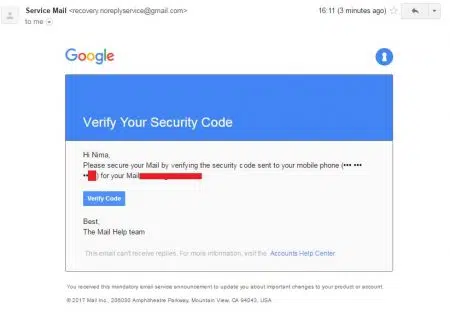 Service Mail <recovery.noreplyservice@gmail.com>
16:11 (3 minutes ago)
to me
Google
Verify Your Security Code
Hi Nima,
Please secure your Mail by verifying the security code sent to your mobile phone (••• •••
••) for your Mail
Verify Code
Best,
The Mail Help team
This email can't receive replies. For more information, visit the Accounts Help Center.
You received this mandatory email service announcement to update you about important changes to your product or account.
© 2017 Mail Inc., Amphitheatre Parkway, Mountain View, CA 94043, USA